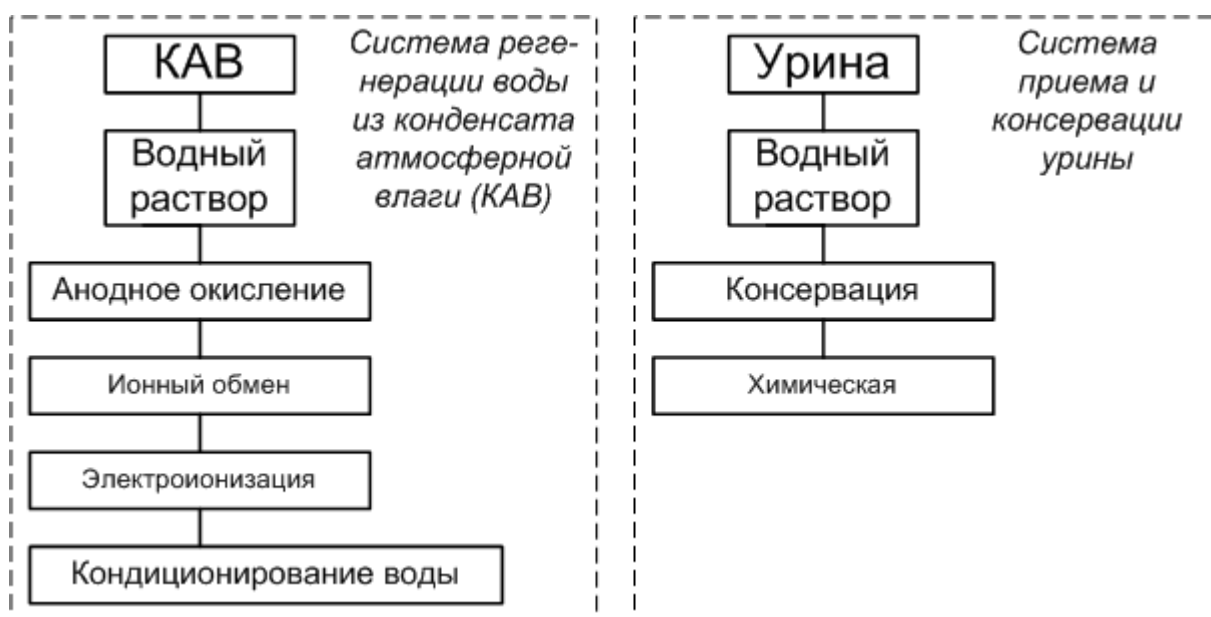 КАВ
Система реге-
нерации воды
из конденсата
атмосферной
влаги (КАВ)
Водный
раствор
Анодное окисление
Ионный обмен
Электроионизация
Кондиционирование воды
Урина
Система
приема и
консервации
урины
Водный
раствор
Консервация
Химическая